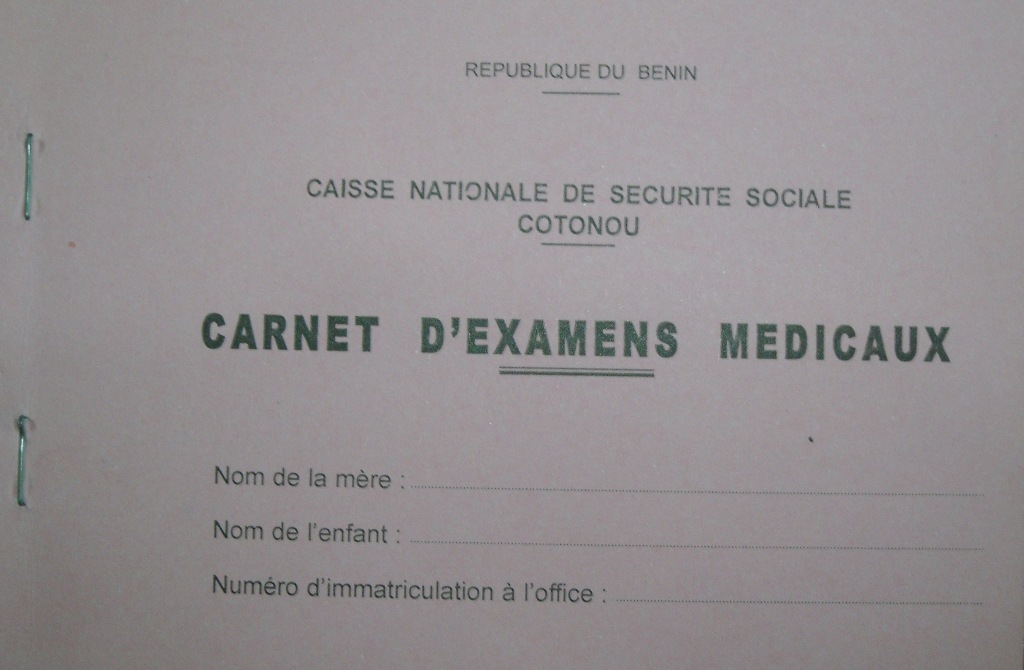 REPUBLIQUE DU BENIN
CAISSE NATIONALE DE SECURITE SOCIALE
COTONOU
CARNET D'EXAMENS MEDICAUX
Nom de la mère :
Nom de l'enfant :
Numéro d'immatriculation à l'office :